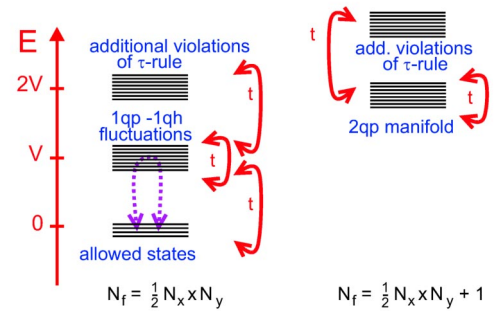 E
additional violations
of τ-rule
2V
t
1qp -1qh
fluctuations
V
t
t
0
allowed states
N_f = ½ N_x x N_y
t
add. violations
of τ-rule
t
2qp manifold
N_f = ½ N_x x N_y + 1